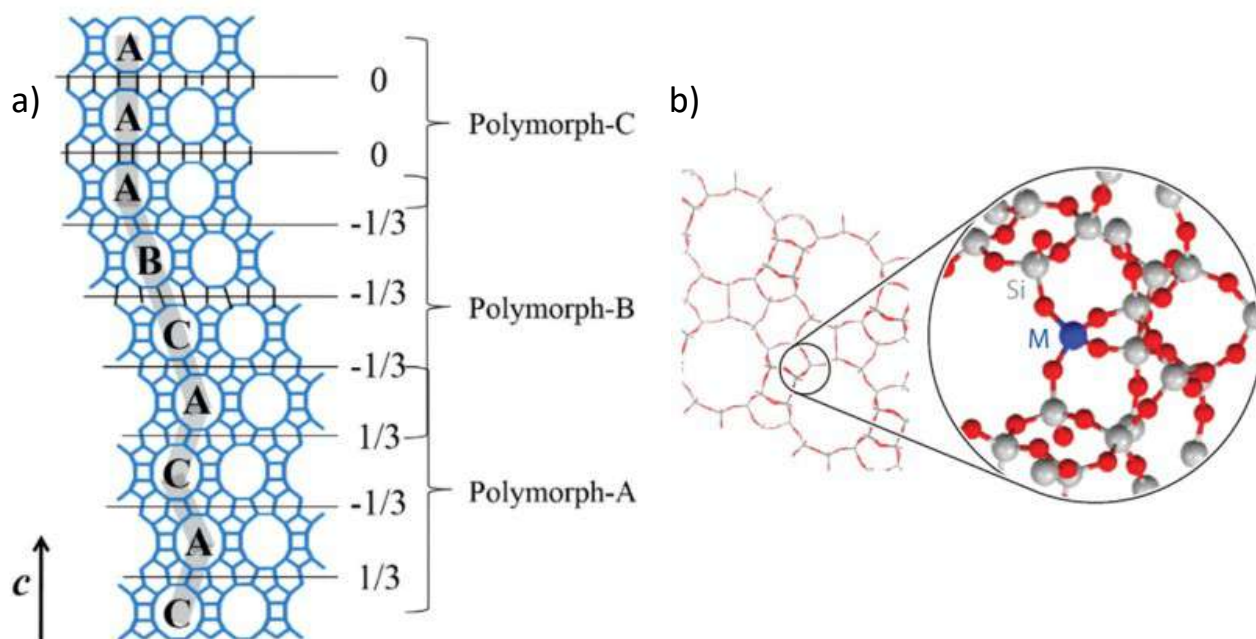 a)
A
0
A
Polymorph-C
0
A
-1/3
B
-1/3
Polymorph-B
C
-1/3
A
1/3
C
-1/3
Polymorph-A
A
1/3
C
c
b)
Si
M